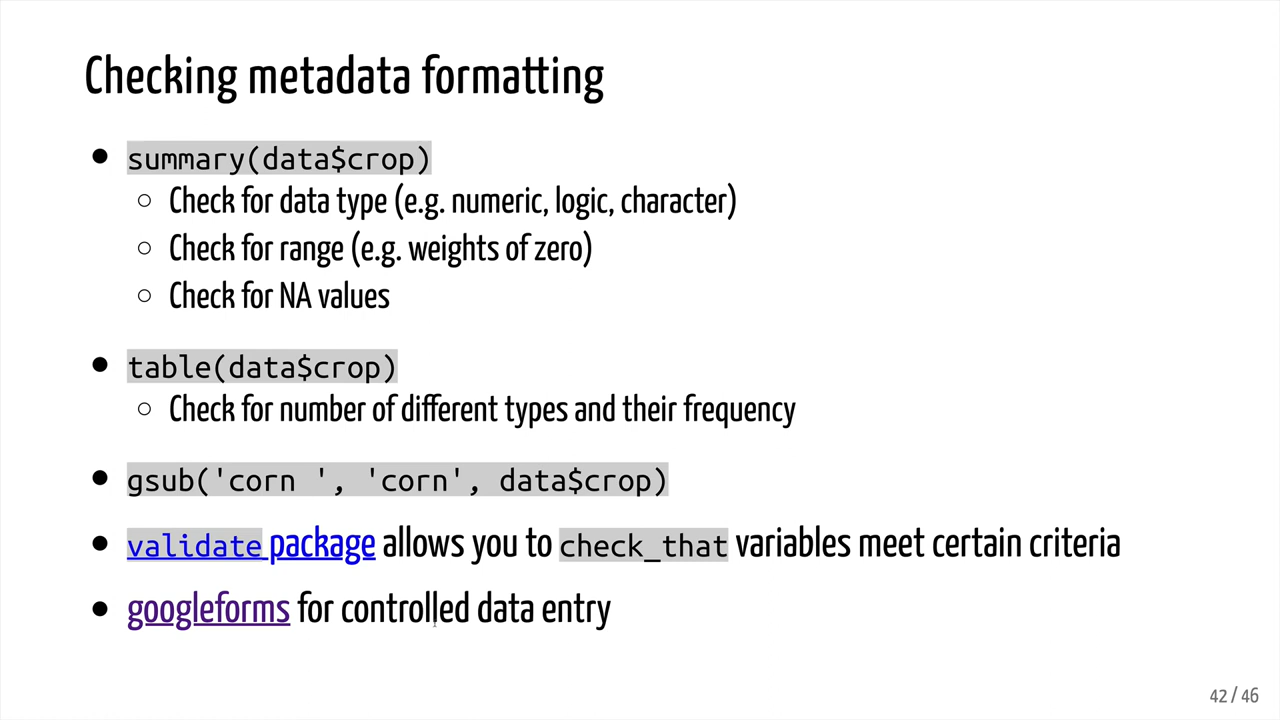 Checking metadata formatting
• summary(data$crop)
○ Check for data type (e.g. numeric, logic, character)
○ Check for range (e.g. weights of zero)
○ Check for NA values
• table(data$crop)
○ Check for number of different types and their frequency
• gsub('corn ', 'corn', data$crop)
• validate package allows you to check_that variables meet certain criteria
• googleforms for controlled data entry
42 / 46